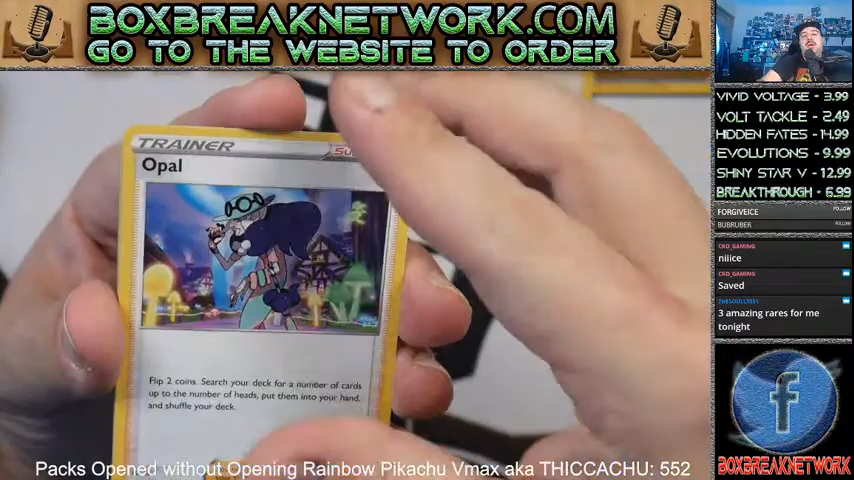 BOXBREAKNETWORK.COM
GO TO THE WEBSITE TO ORDER
TRAINER
Opal
Flip 2 coins. Search your deck for a number of cards
up to the number of heads, put them into your hand,
and shuffle your deck.
Packs Opened without Opening Rainbow Pikachu Vmax aka THICCACHU: 552
VIVID VOLTAGE - 3.99
VOLT TACKLE - 2.49
HIDDEN FATES - 14.99
EVOLUTIONS - 9.99
SHINY STAR V - 12.99
BREAKTHROUGH - 6.99
FORGIVEICE FOLLOW
BUBRUBER FOLLOW
CKO_GAMING
niiice
CKO_GAMING
Saved
3 amazing rares for me
tonight
f
BOXBREAKNETWORK